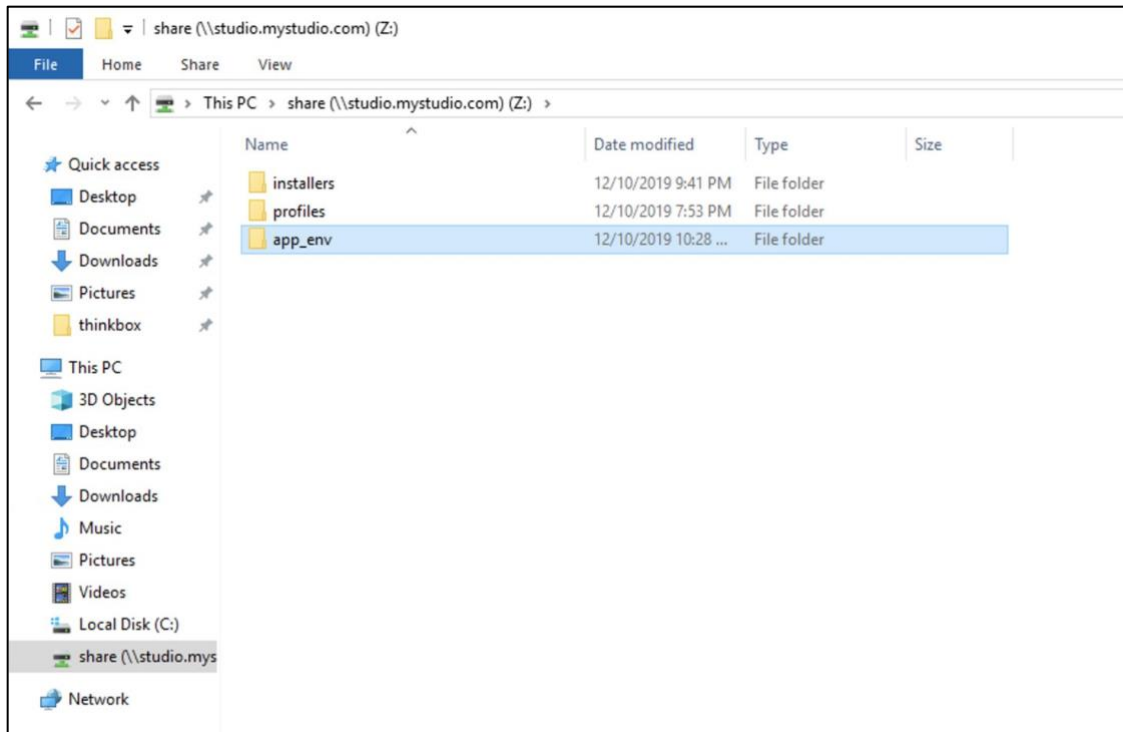 share (\\studio.mystudio.com) (Z:)
File Home Share View
This PC > share (\\studio.mystudio.com) (Z:) >
Name Date modified Type Size
installers 12/10/2019 9:41 PM File folder
profiles 12/10/2019 7:53 PM File folder
app_env 12/10/2019 10:28 ... File folder
Quick access
Desktop
Documents
Downloads
Pictures
thinkbox
This PC
3D Objects
Desktop
Documents
Downloads
Music
Pictures
Videos
Local Disk (C:)
share (\\studio.mys
Network